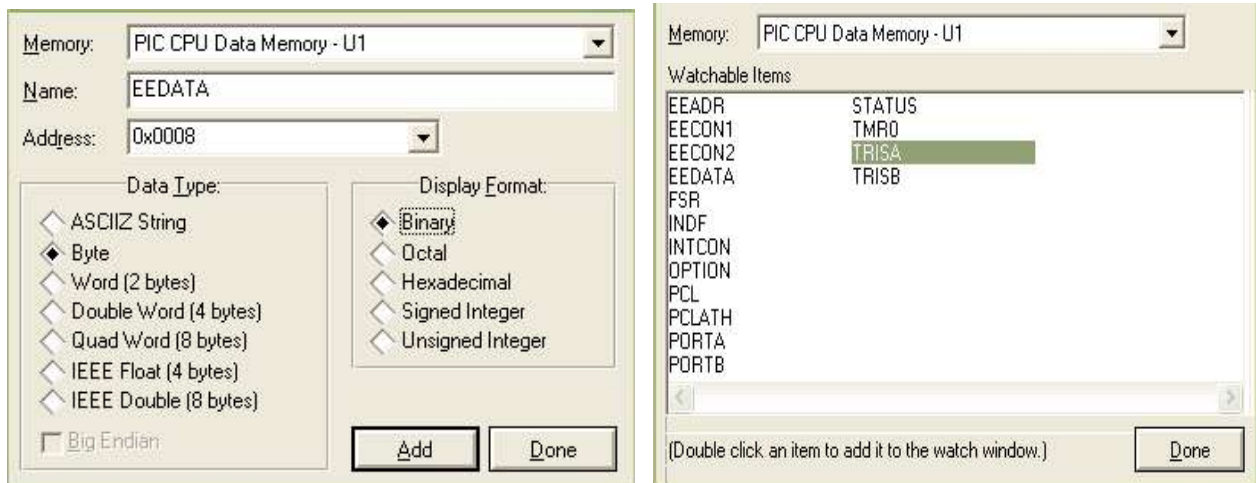 Memory: PIC CPU Data Memory - U1
Name: EEDATA
Address: 0x0008
Data Type:
ASCIIZ String
Byte
Word (2 bytes)
Double Word (4 bytes)
Quad Word (8 bytes)
IEEE Float (4 bytes)
IEEE Double (8 bytes)
Big Endian
Display Format:
Binary
Octal
Hexadecimal
Signed Integer
Unsigned Integer
Add Done
Memory: PIC CPU Data Memory - U1
Watchable Items
EEADR
EECON1
EECON2
EEDATA
FSR
INDF
INTCON
OPTION
PCL
PCLATH
PORTA
PORTB
STATUS
TMR0
TRISA
TRISB
(Double click an item to add it to the watch window.) Done